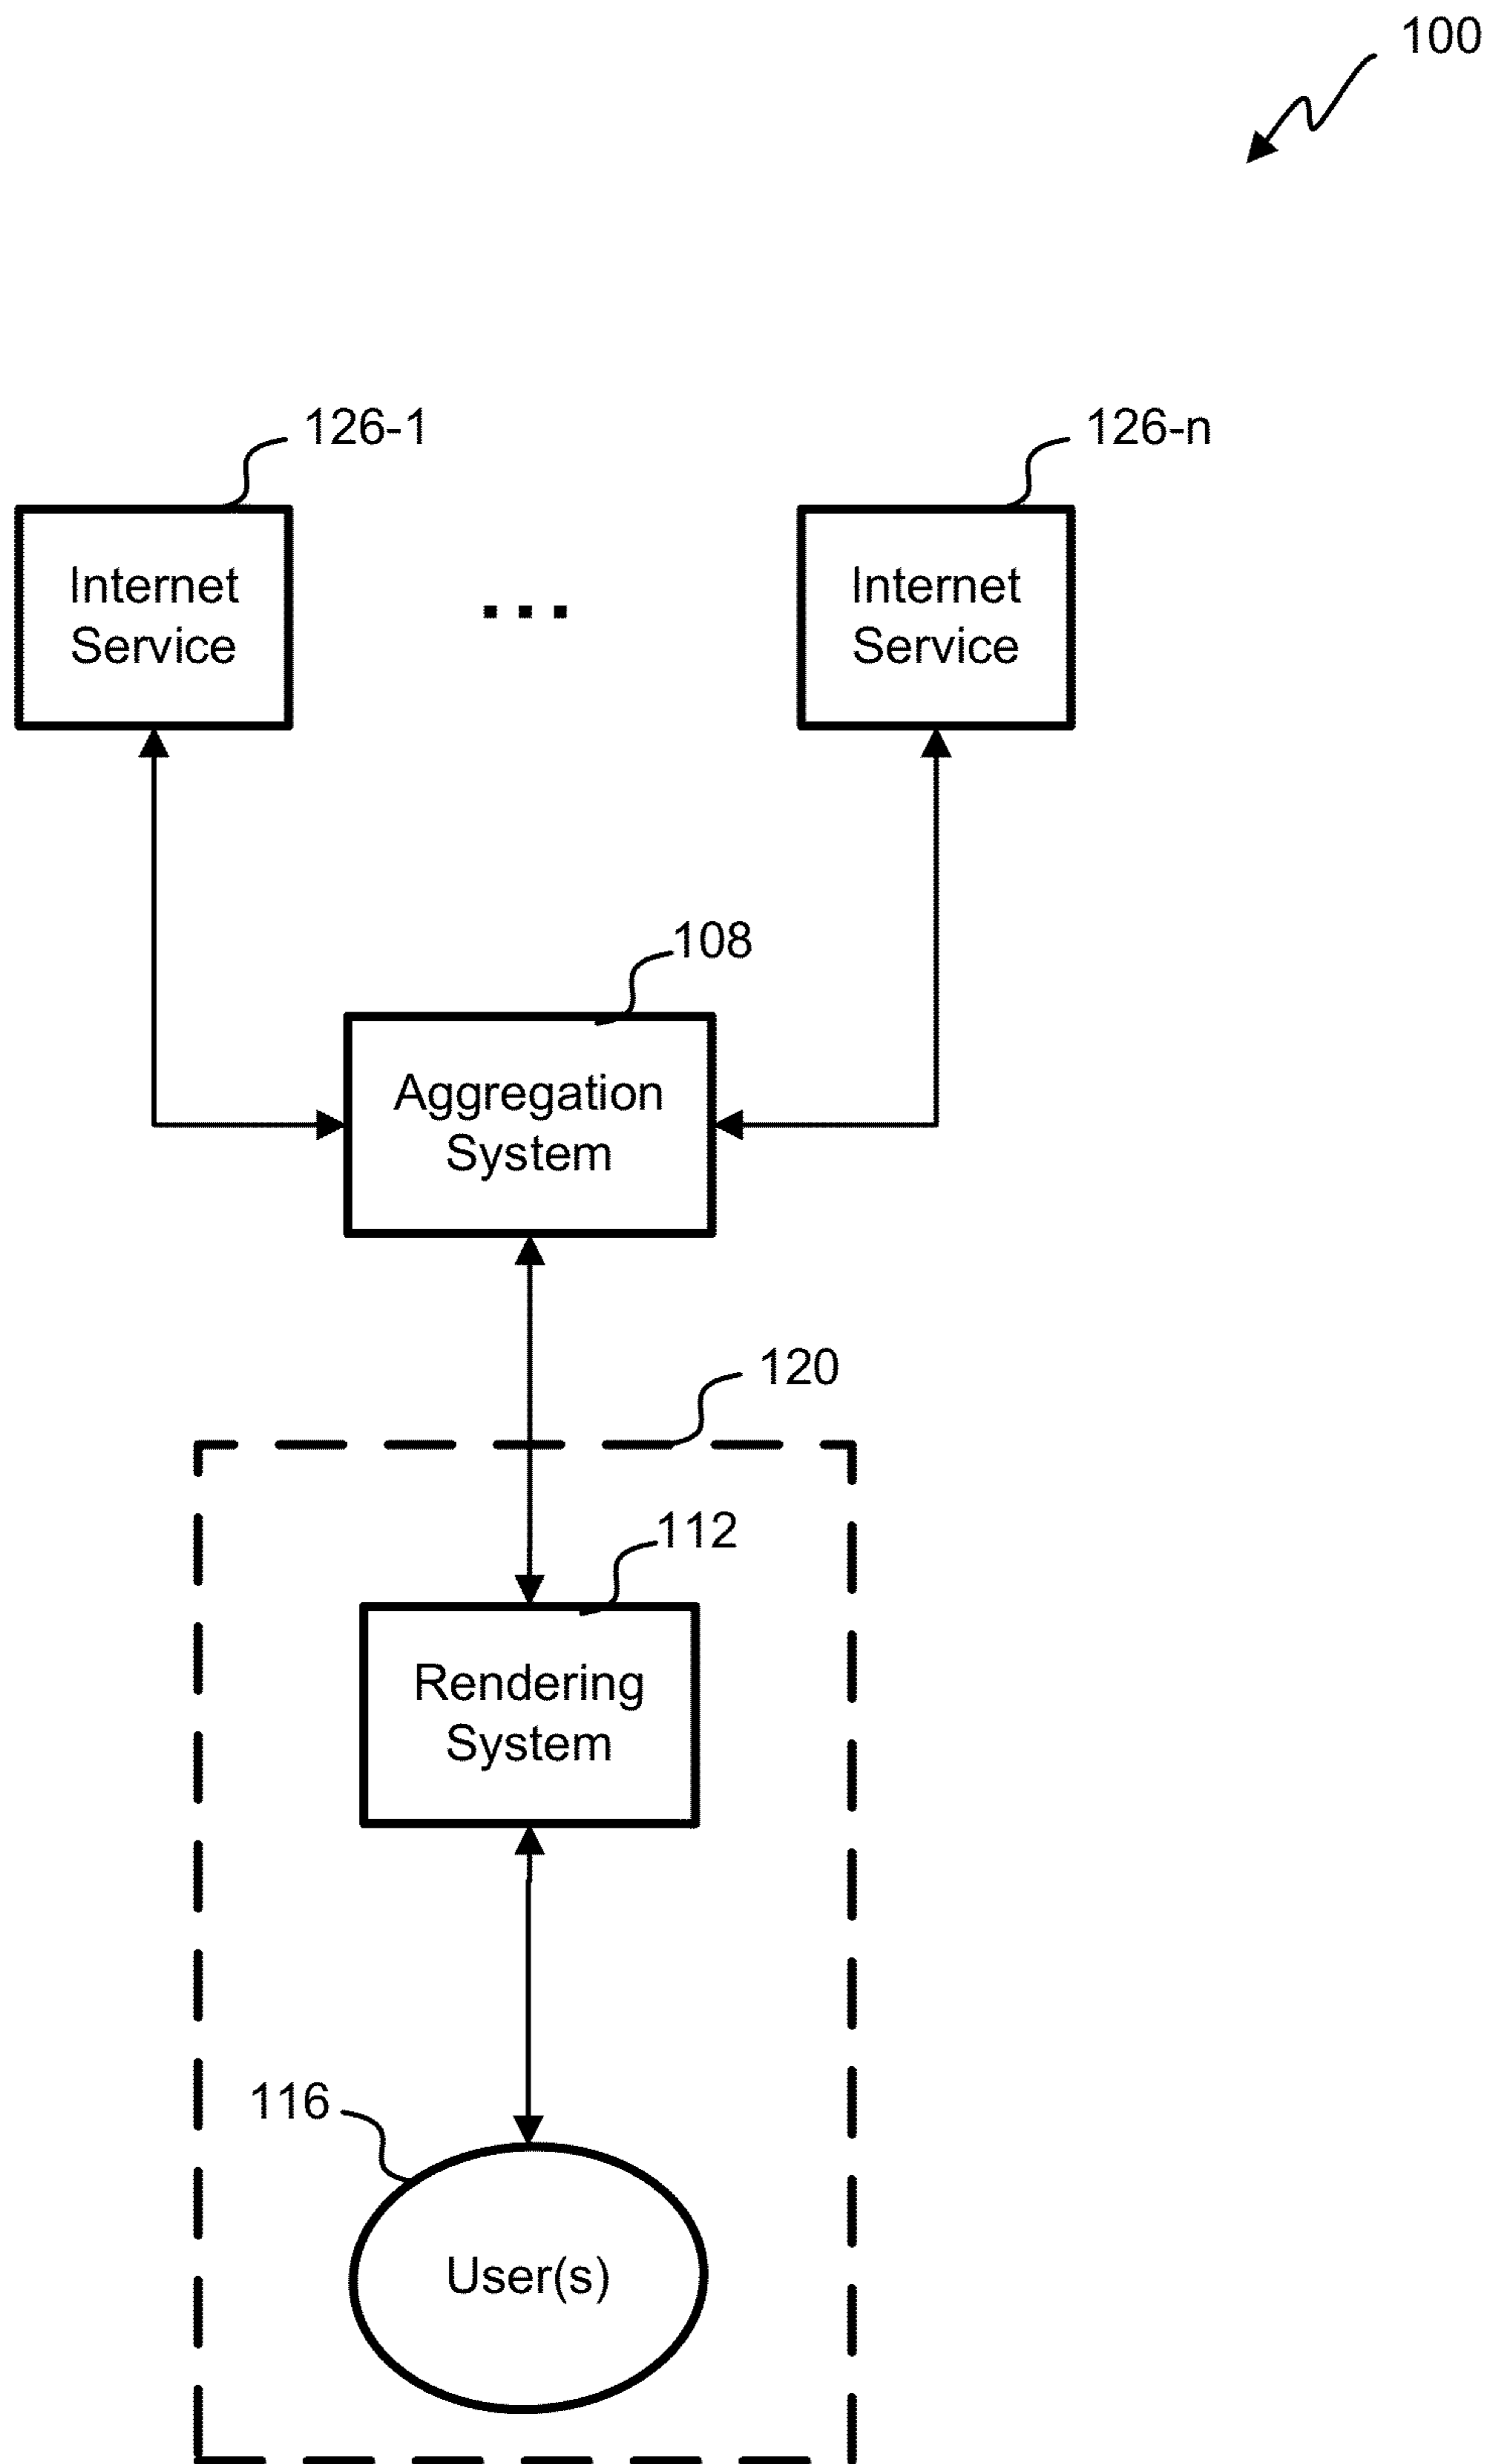 100
126-1
126-n
Internet
Service
...
Internet
Service
108
Aggregation
System
120
112
Rendering
System
116
User(s)